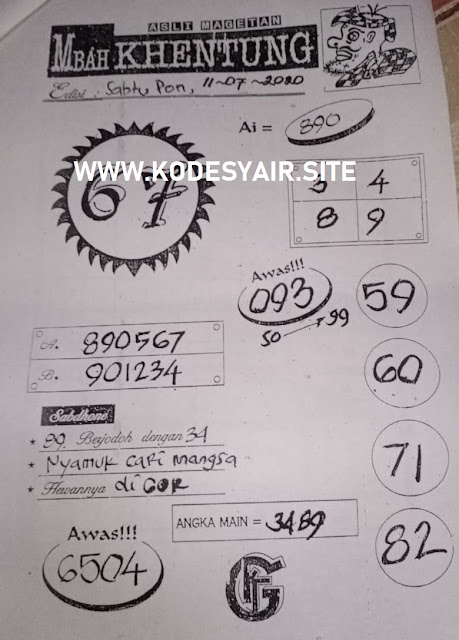 ASLI MAGETAN
MBAH KHENTUNG
Edisi : Sabtu Pon, 11-07-2020
Ai = 890
WWW.KODESYAIR.SITE
67
3 4
8 9
Awas!!!
093
50 99
59
60
71
82
A. 890567
B. 901234
Sabdhone
* 99 Berjodoh dengan 34
* Nyamuk cari mangsa
* Hewannya di GOR
Awas!!!
6504
ANGKA MAIN = 3489